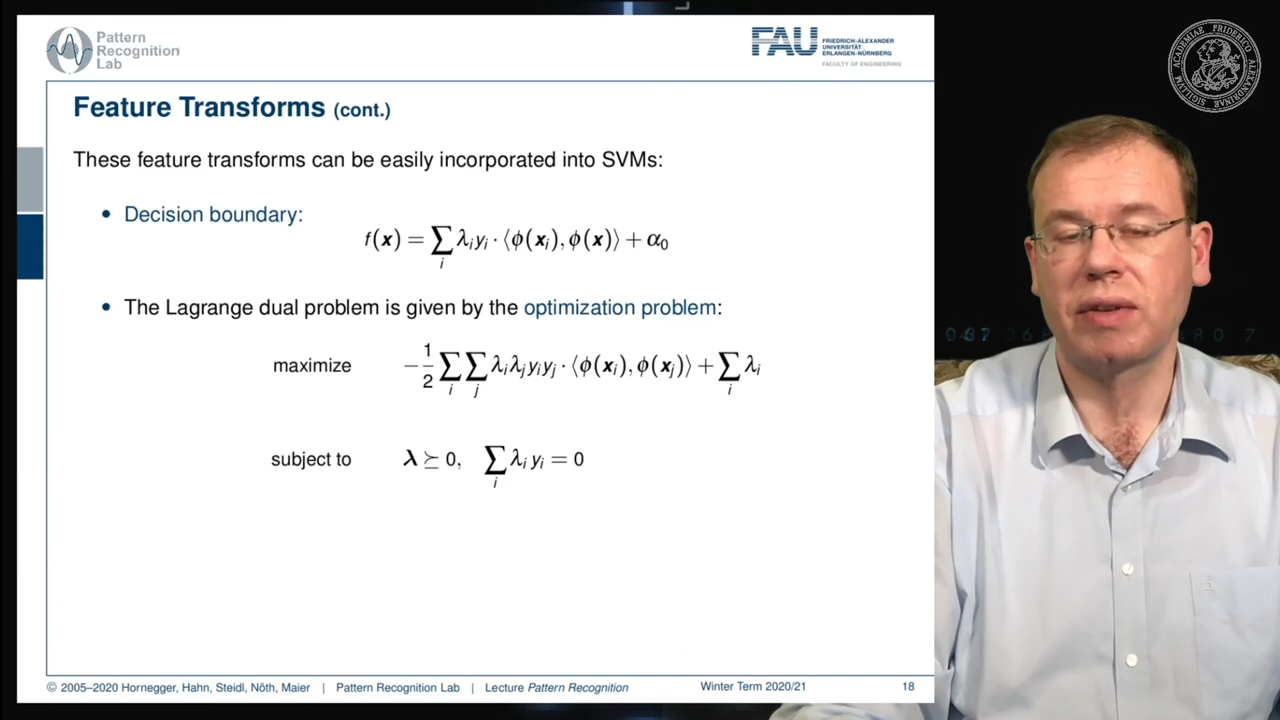 Pattern
Recognition
Lab
FAU FRIEDRICH-ALEXANDER
UNIVERSITÄT
ERLANGEN-NÜRNBERG
FACULTY OF ENGINEERING
Feature Transforms (cont.)
These feature transforms can be easily incorporated into SVMs:
• Decision boundary:
f(x) = ∑_i λ_i y_i · ⟨ϕ(x_i), ϕ(x)⟩ + α_0
• The Lagrange dual problem is given by the optimization problem:
maximize −1/2 ∑_i ∑_j λ_i λ_j y_i y_j · ⟨ϕ(x_i), ϕ(x_j)⟩ + ∑_i λ_i
subject to λ ⪰ 0, ∑_i λ_i y_i = 0
© 2005–2020 Hornegger, Hahn, Steidl, Nöth, Maier | Pattern Recognition Lab | Lecture Pattern Recognition Winter Term 2020/21 18